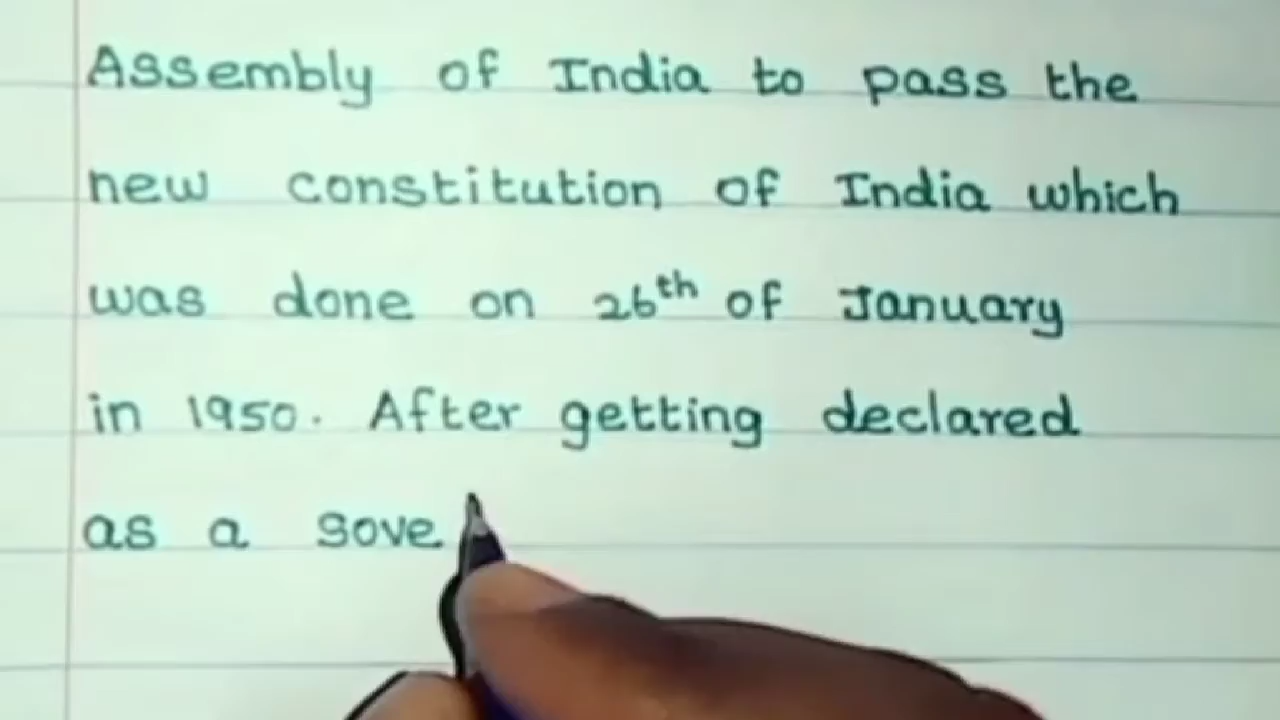 Assembly of India to pass the
new constitution of India which
was done on 26th of January
in 1950. After getting declared
as a sove